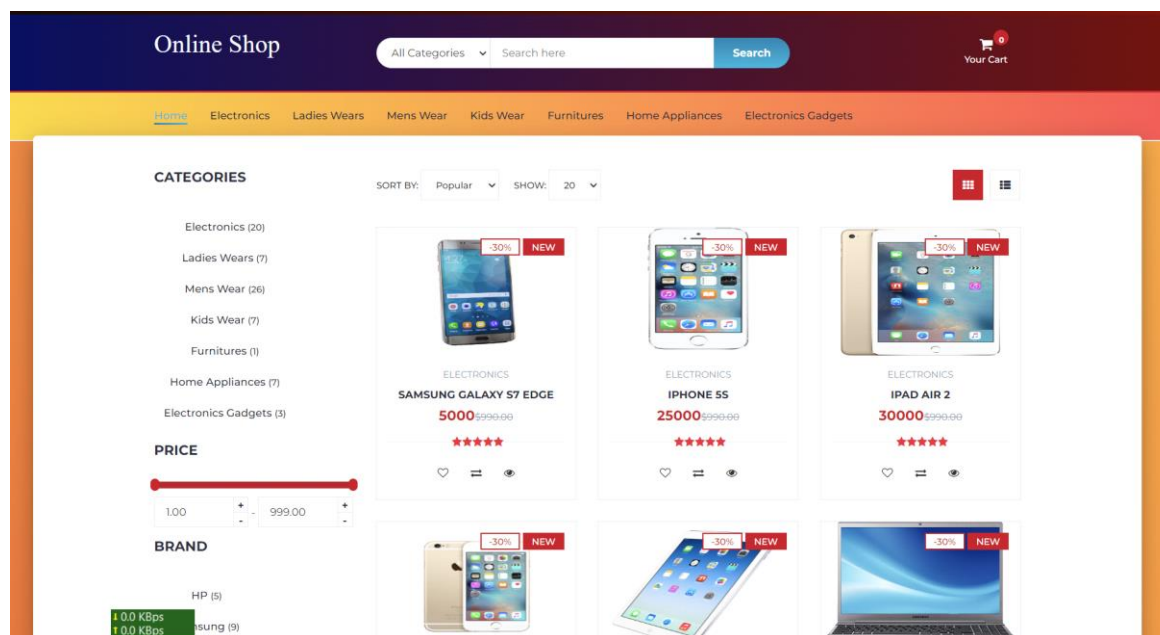 Online Shop
All Categories Search here Search
0
Your Cart
Home Electronics Ladies Wears Mens Wear Kids Wear Furnitures Home Appliances Electronics Gadgets
CATEGORIES
Electronics (20)
Ladies Wears (7)
Mens Wear (26)
Kids Wear (7)
Furnitures (1)
Home Appliances (7)
Electronics Gadgets (3)
PRICE
1.00 + - - 999.00 + -
BRAND
HP (5)
sung (9)
0.0 KBps
0.0 KBps
SORT BY: Popular SHOW: 20
-30% NEW
ELECTRONICS
SAMSUNG GALAXY S7 EDGE
5000 $990.00
-30% NEW
ELECTRONICS
IPHONE 5S
25000 $990.00
-30% NEW
ELECTRONICS
IPAD AIR 2
30000 $990.00
-30% NEW
-30% NEW
-30% NEW